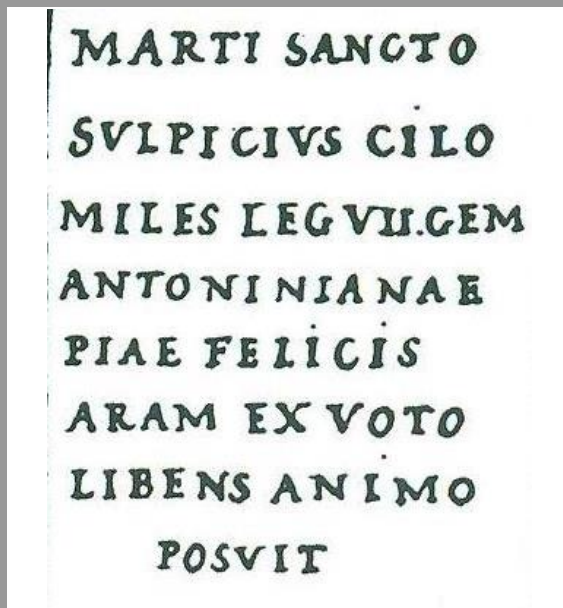 MARTI SANCTO
SVLPICIVS CILO
MILES LEG VII.GEM
ANTONINIANAE
PIAE FELICIS
ARAM EX VOTO
LIBENS ANIMO
POSVIT